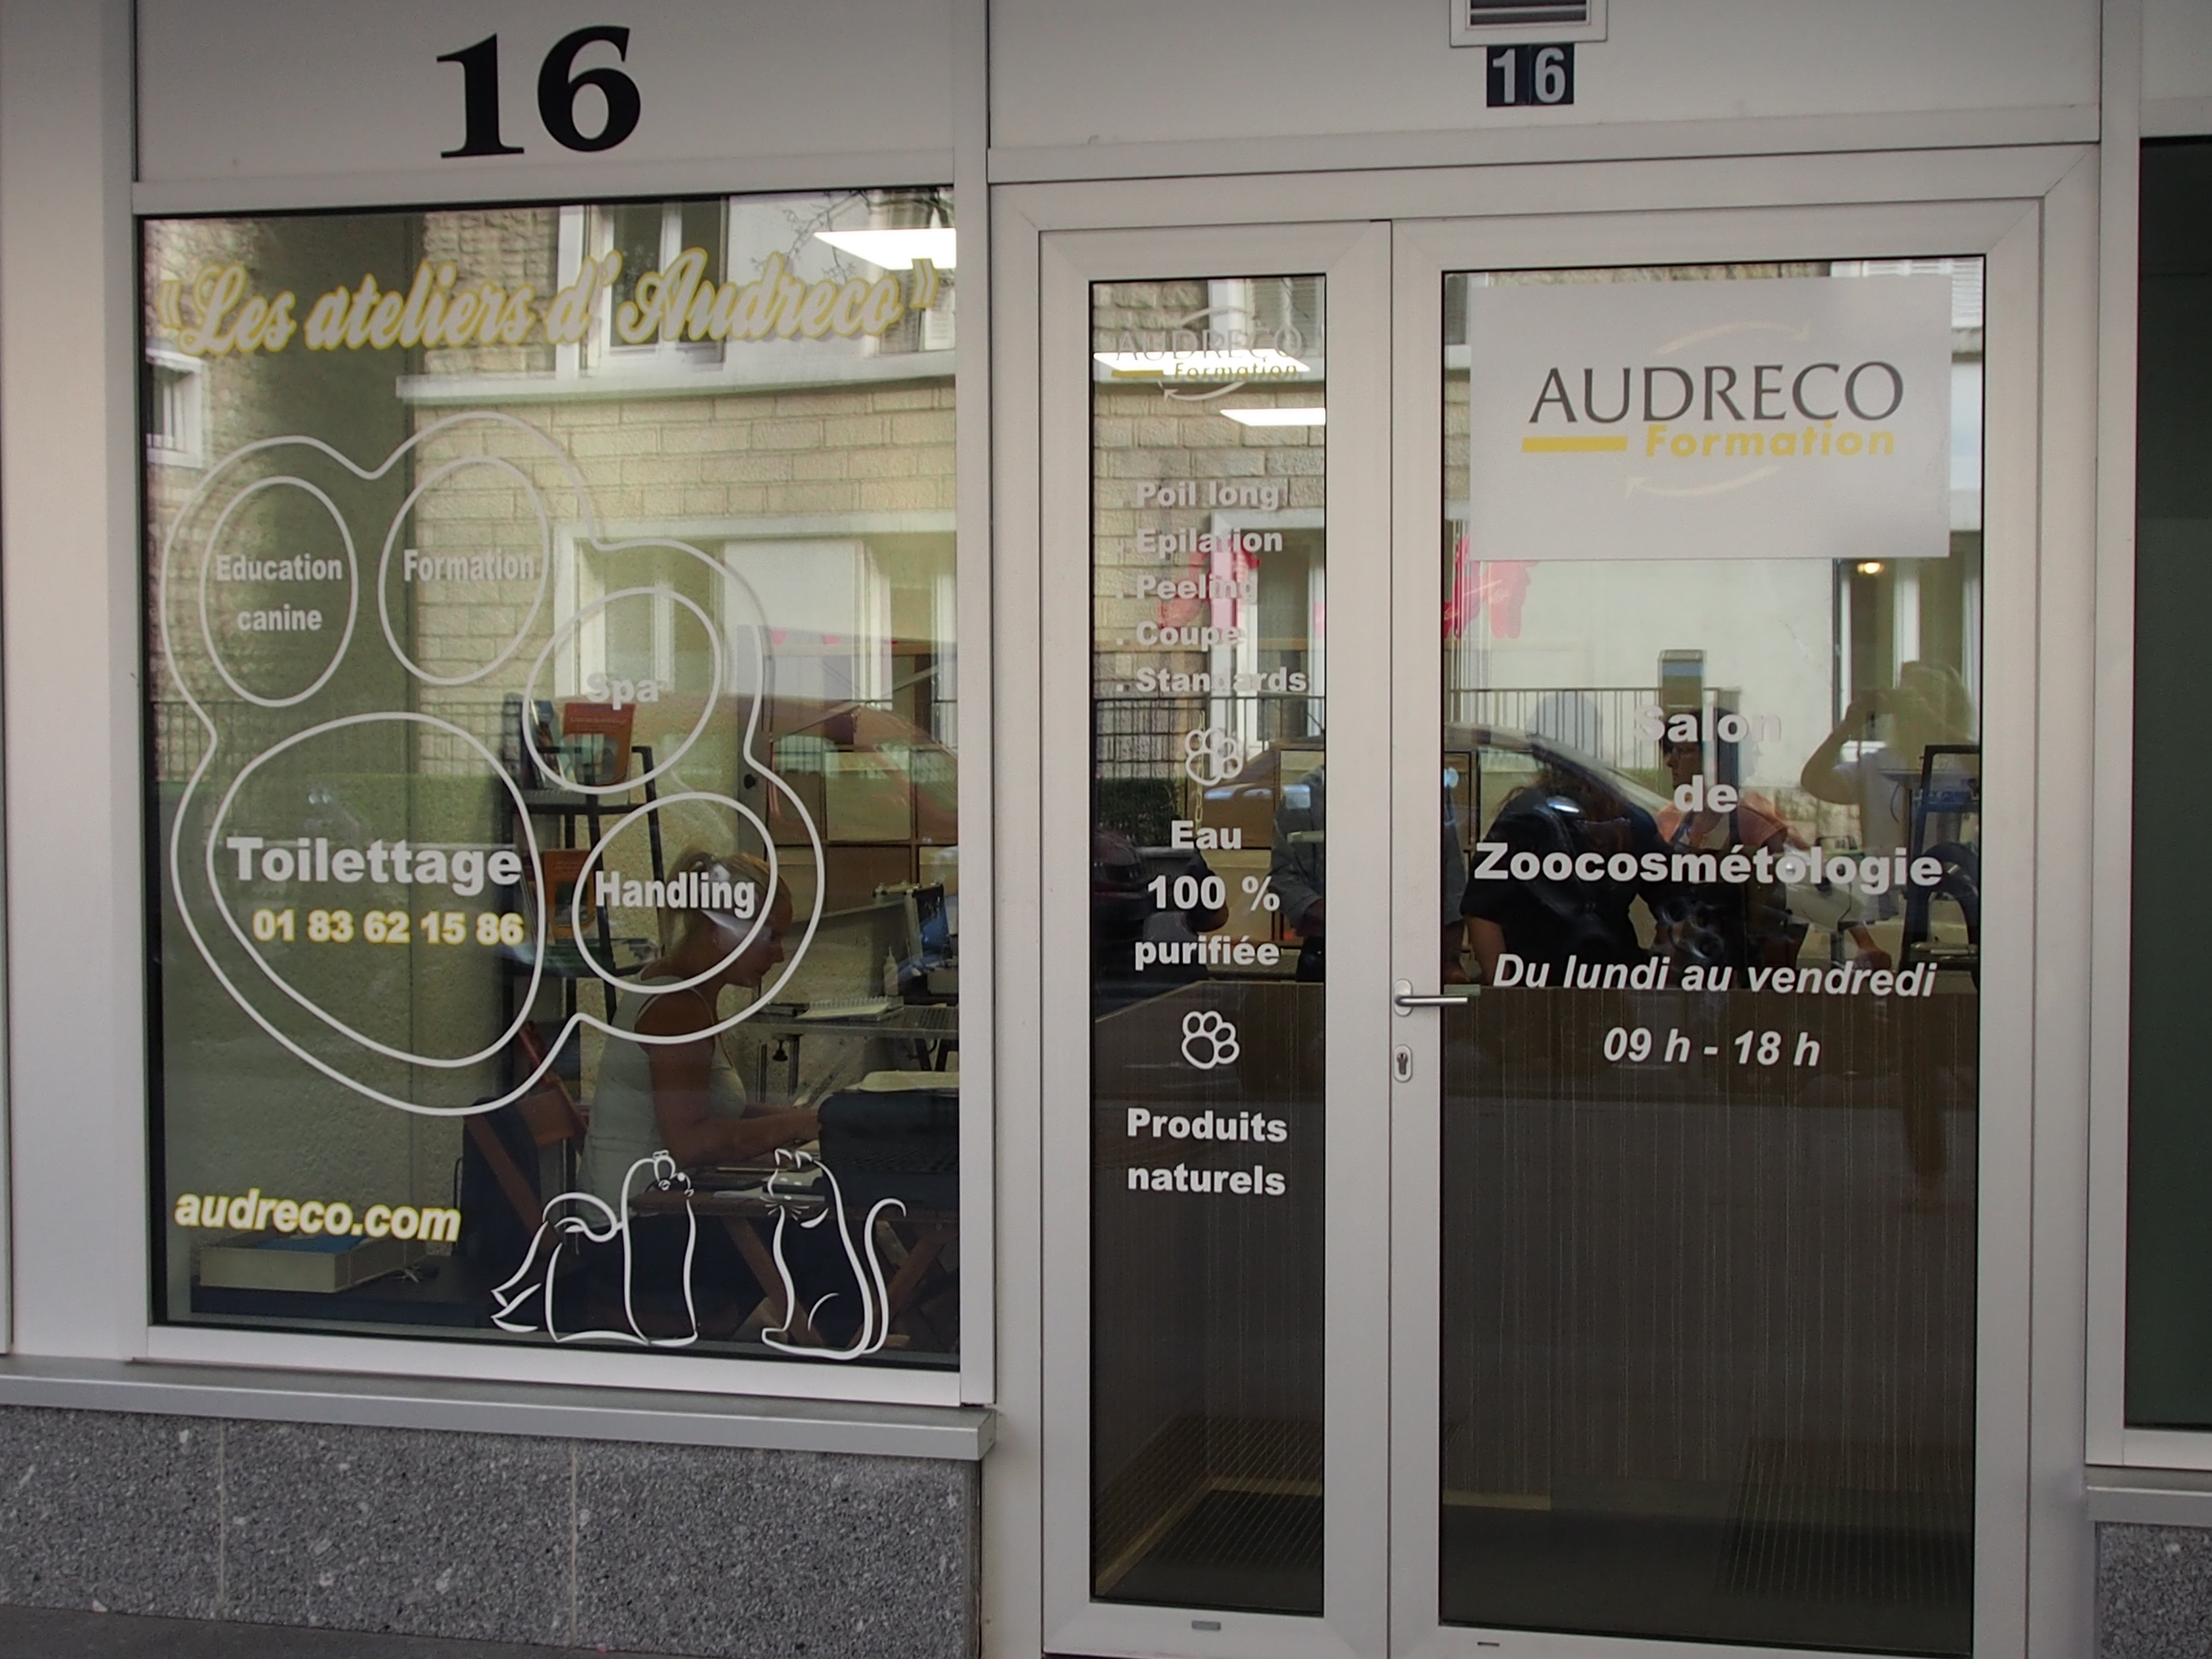 16
16
« Les ateliers d' Audreco »
Education
canine
Formation
Spa
Toilettage
01 83 62 15 86
Handling
audreco.com
AUDRECO
Formation
. Poil long
. Epilation
. Peeling
. Coupe
. Standards
Eau
100 %
purifiée
Produits
naturels
AUDRECO
Formation
Salon
de
Zoocosmétologie
Du lundi au vendredi
09 h - 18 h